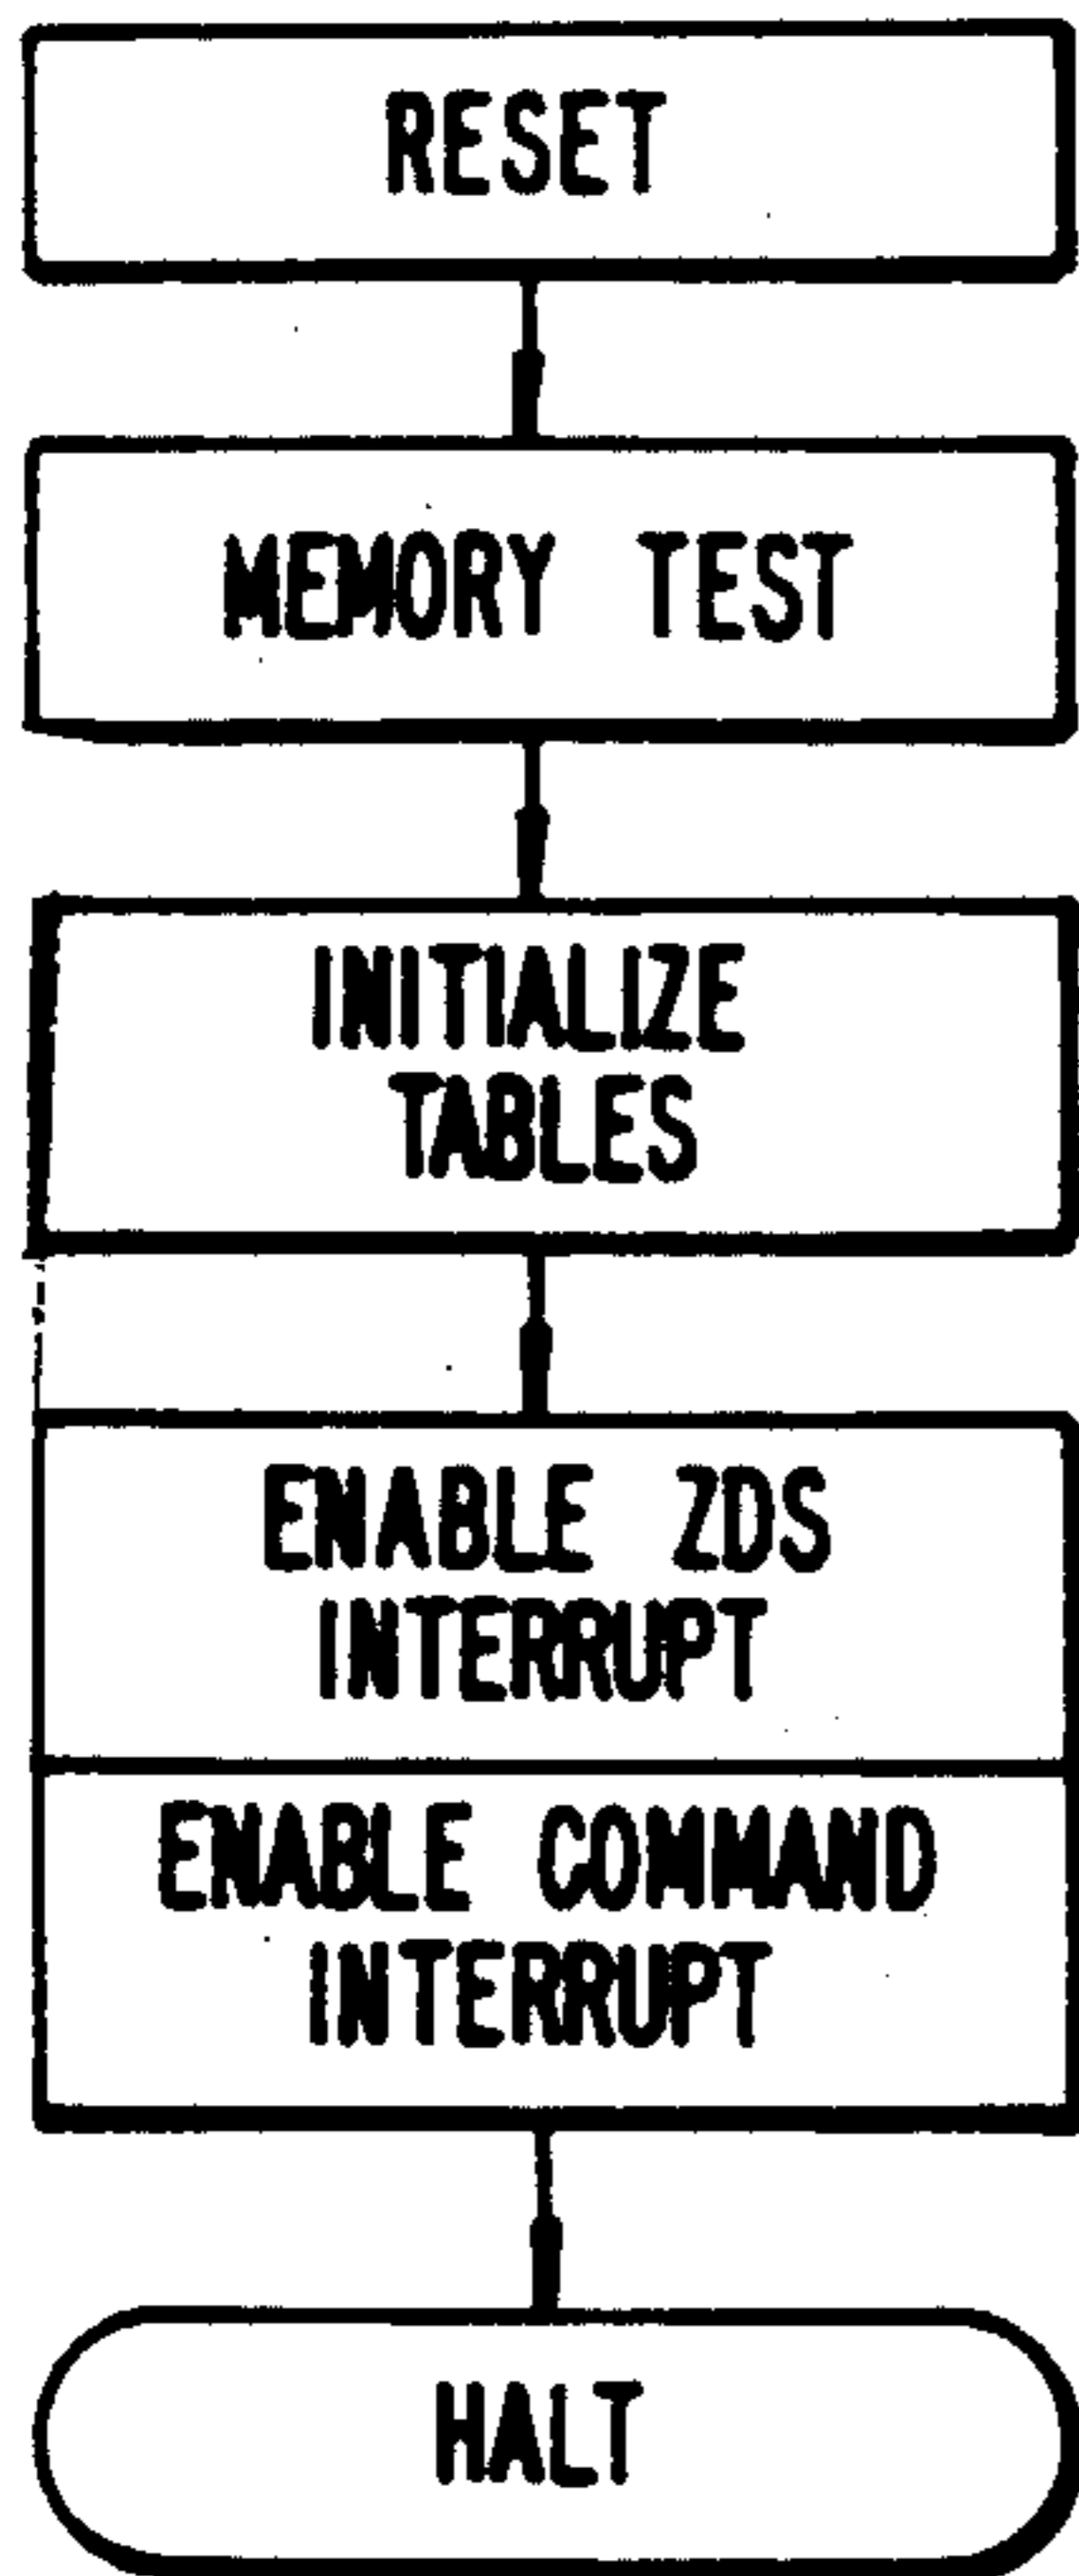 RESET
MEMORY TEST
INITIALIZE
TABLES
ENABLE ZDS
INTERRUPT
ENABLE COMMAND
INTERRUPT
HALT